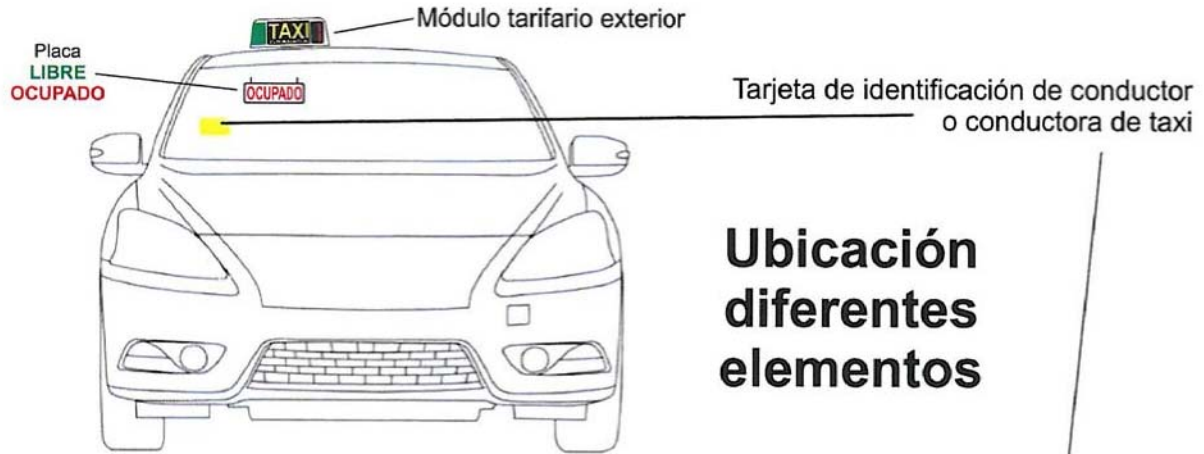 TAXI
Módulo tarifario exterior
Placa
LIBRE
OCUPADO
OCUPADO
Tarjeta de identificación de conductor
o conductora de taxi
Ubicación
diferentes
elementos